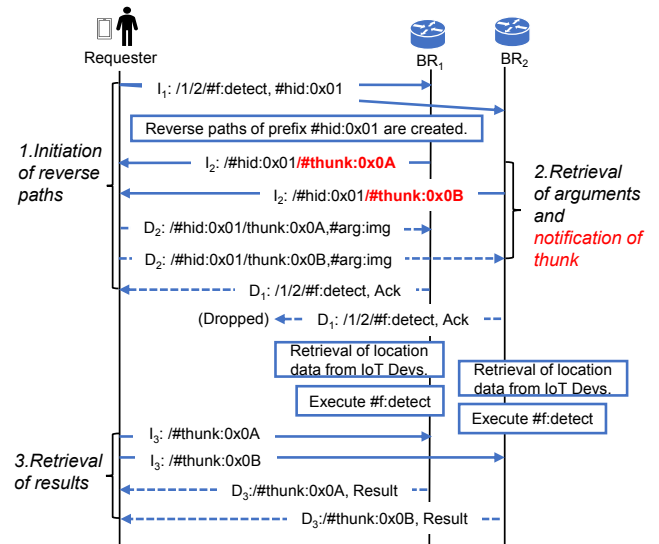 Requester
BR1
BR2
I1: /1/2/#f:detect, #hid:0x01
Reverse paths of prefix #hid:0x01 are created.
1.Initiation
of reverse
paths
I2: /#hid:0x01/#thunk:0x0A
I2: /#hid:0x01/#thunk:0x0B
2.Retrieval
of arguments
and
notification of
thunk
D2: /#hid:0x01/thunk:0x0A,#arg:img
D2: /#hid:0x01/thunk:0x0B,#arg:img
D1: /1/2/#f:detect, Ack
(Dropped)
D1: /1/2/#f:detect, Ack
Retrieval of location
data from IoT Devs.
Retrieval of location
data from IoT Devs.
Execute #f:detect
Execute #f:detect
I3: /#thunk:0x0A
I3: /#thunk:0x0B
3.Retrieval
of results
D3:/#thunk:0x0A, Result
D3:/#thunk:0x0B, Result